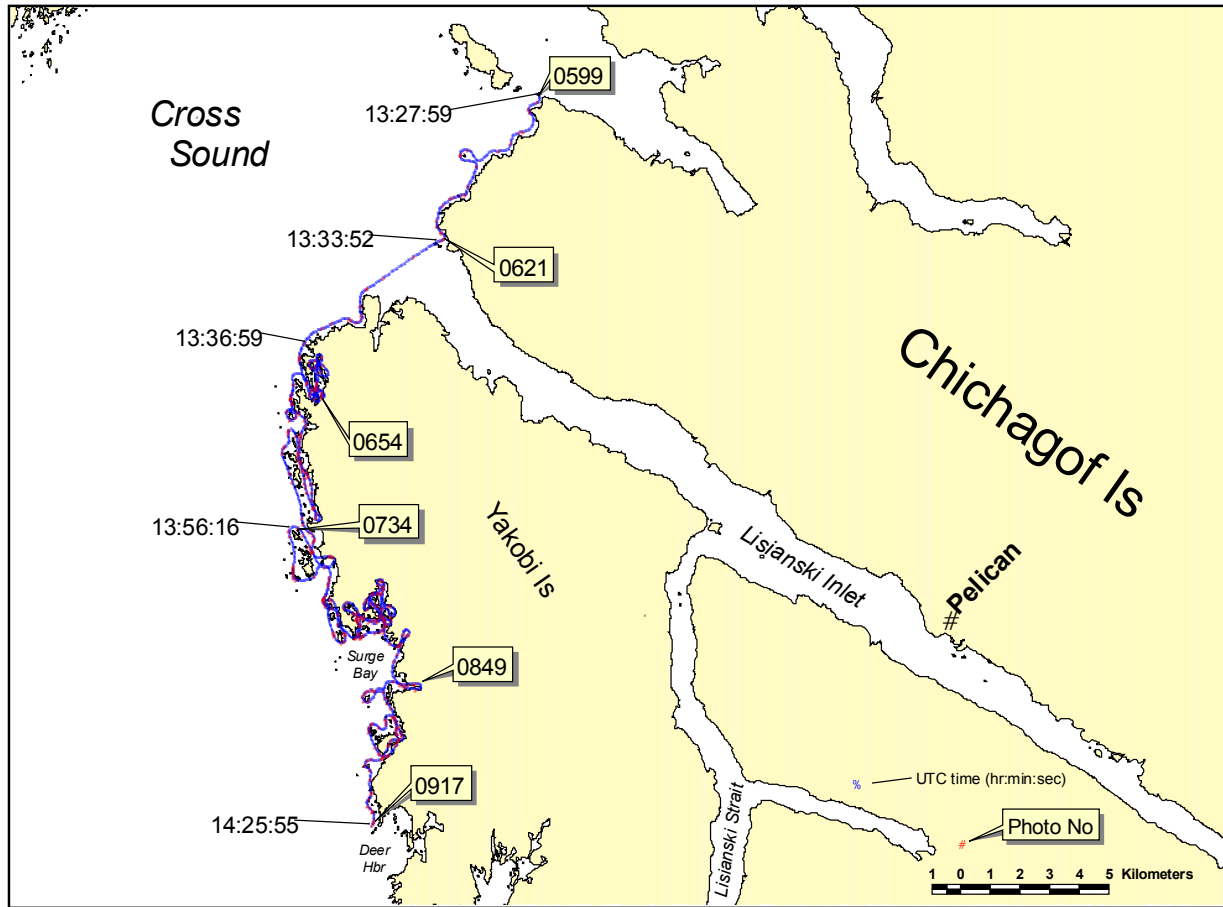 0599
13:27:59
Cross
Sound
13:33:52
0621
13:36:59
Chichagof Is
0654
13:56:16
0734
Yakobi Is
Lisianski Inlet
Pelican
#
Surge
Bay
0849
0917
14:25:55
Deer
Hbr
Lisianski Strait
% UTC time (hr:min:sec)
Photo No
#
1 0 1 2 3 4 5 Kilometers